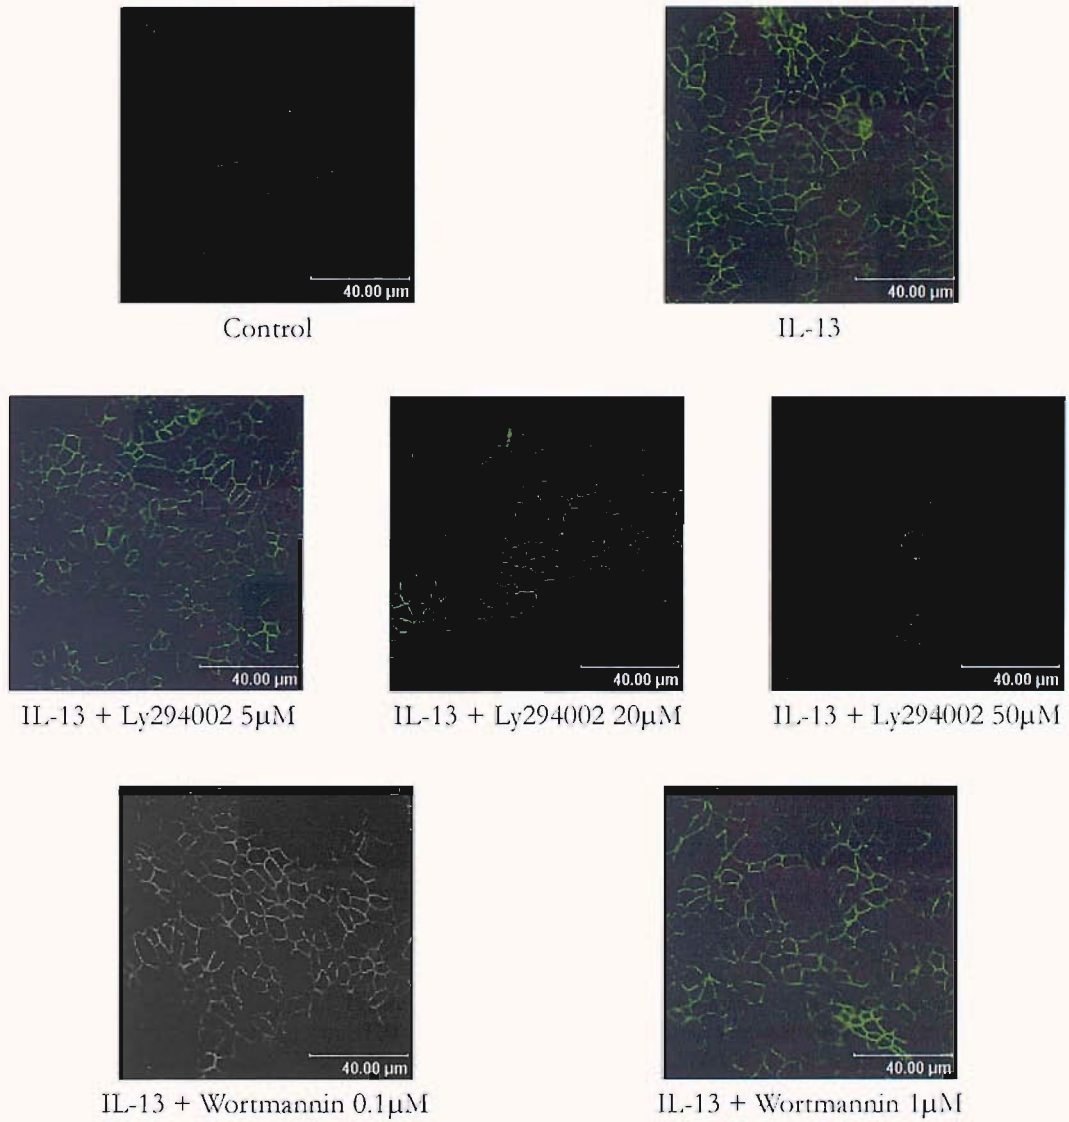 40.00 µm
40.00 µm
Control
IL-13
40.00 µm
40.00 µm
40.00 µm
IL-13 + Ly294002 5µM
IL-13 + Ly294002 20µM
IL-13 + Ly294002 50µM
40.00 µm
40.00 µm
IL-13 + Wortmannin 0.1µM
IL-13 + Wortmannin 1µM